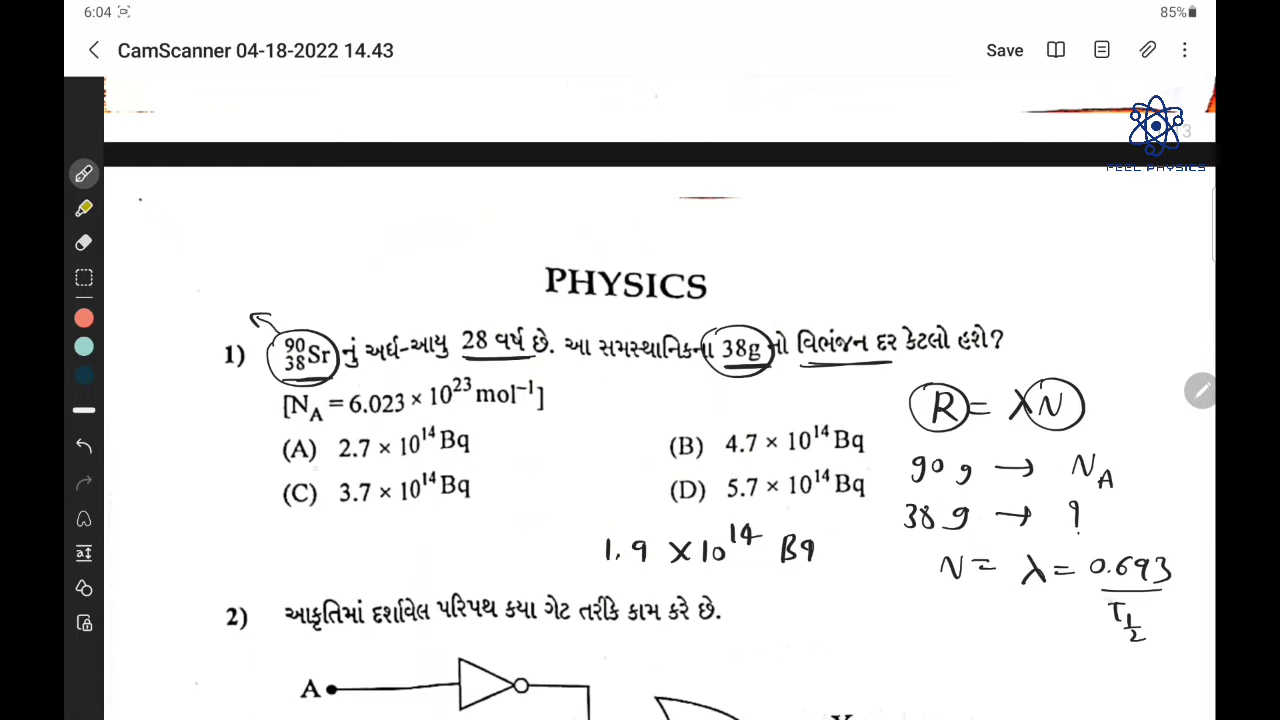 6:04
85%
CamScanner 04-18-2022 14.43
Save
13
FEEL PHYSICS
PHYSICS
1) ⁹⁰₃₈Sr નું અર્ધ-આયુ 28 વર્ષ છે. આ સમસ્થાનિકના 38g નો વિભંજન દર કેટલો હશે?
[N_A = 6.023 × 10²³ mol⁻¹]
(A) 2.7 × 10¹⁴ Bq
(B) 4.7 × 10¹⁴ Bq
(C) 3.7 × 10¹⁴ Bq
(D) 5.7 × 10¹⁴ Bq
R = λN
90 g → N_A
38 g → ?
N = λ = 0.693 / T_½
1.9 × 10¹⁴ Bq
2) આકૃતિમાં દર્શાવેલ પરિપથ કયા ગેટ તરીકે કામ કરે છે.
A